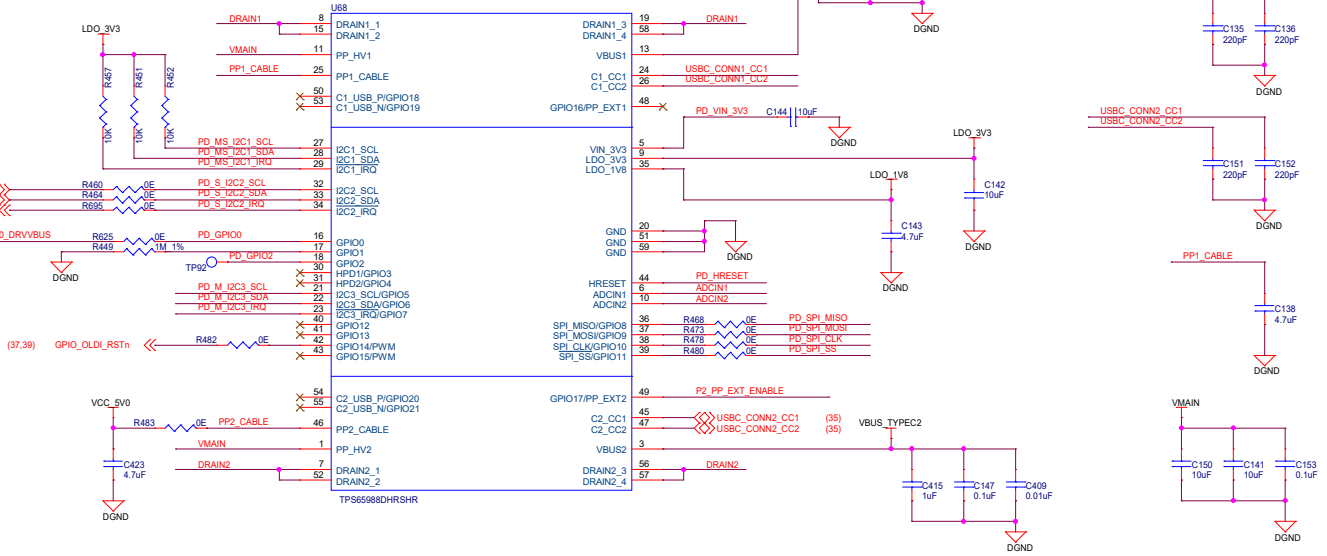 U68
DRAIN1 8 DRAIN1_1 DRAIN1_3 19 DRAIN1
15 DRAIN1_2 DRAIN1_4 58
LDO_3V3
VMAIN 11 PP_HV1 VBUS1 13
PP1_CABLE 25 PP1_CABLE C1_CC1 24 USBC_CONN1_CC1
C1_CC2 26 USBC_CONN1_CC2
50 C1_USB_P/GPIO18
53 C1_USB_N/GPIO19 GPIO16/PP_EXT1 48
R457 R451 R452
10K 10K 10K
PD_MS_I2C1_SCL 27 I2C1_SCL VIN_3V3 5 PD_VIN_3V3 C144 10uF
DGND
PD_MS_I2C1_SDA 28 I2C1_SDA LDO_3V3 9 LDO_3V3
PD_MS_I2C1_IRQ 29 I2C1_IRQ LDO_1V8 35 LDO_1V8
R460 0E PD_S_I2C2_SCL 32 I2C2_SCL
R464 0E PD_S_I2C2_SDA 33 I2C2_SDA
R695 0E PD_S_I2C2_IRQ 34 I2C2_IRQ
C142 10uF
DGND
C143 4.7uF
DGND
0_DRVVBUS R625 0E PD_GPIO0 16 GPIO0 GND 20
R449 1M 1% 17 GPIO1 GND 51
DGND
TP92 PD_GPIO2 18 GPIO2 GND 59
DGND
30 HPD1/GPIO3
31 HPD2/GPIO4 HRESET 44 PD_HRESET
PD_M_I2C3_SCL 21 I2C3_SCL/GPIO5 ADCIN1 6 ADCIN1
PD_M_I2C3_SDA 22 I2C3_SDA/GPIO6 ADCIN2 10 ADCIN2
PD_M_I2C3_IRQ 23 I2C3_IRQ/GPIO7
40 GPIO12 SPI_MISO/GPIO8 36 R468 0E PD_SPI_MISO
41 GPIO13 SPI_MOSI/GPIO9 37 R473 0E PD_SPI_MOSI
(37,39) GPIO_OLDI_RSTn R482 0E 42 GPIO14/PWM SPI_CLK/GPIO10 38 R478 0E PD_SPI_CLK
43 GPIO15/PWM SPI_SS/GPIO11 39 R480 0E PD_SPI_SS
54 C2_USB_P/GPIO20 GPIO17/PP_EXT2 49 P2_PP_EXT_ENABLE
55 C2_USB_N/GPIO21
VCC_5V0
C2_CC1 45 USBC_CONN2_CC1 (35)
R483 0E PP2_CABLE 46 PP2_CABLE C2_CC2 47 USBC_CONN2_CC2 (35)
VMAIN 1 PP_HV2 VBUS2 3 VBUS_TYPEC2
DRAIN2 7 DRAIN2_1 DRAIN2_3 56 DRAIN2
52 DRAIN2_2 DRAIN2_4 57
C423 4.7uF
DGND
TPS65988DHRSHR
C415 1uF
C147 0.1uF
C409 0.01uF
DGND
DGND
C135 220pF
C136 220pF
DGND
USBC_CONN2_CC1
USBC_CONN2_CC2
C151 220pF
C152 220pF
DGND
PP1_CABLE
C138 4.7uF
DGND
VMAIN
C150 10uF
C141 10uF
C153 0.1uF
DGND